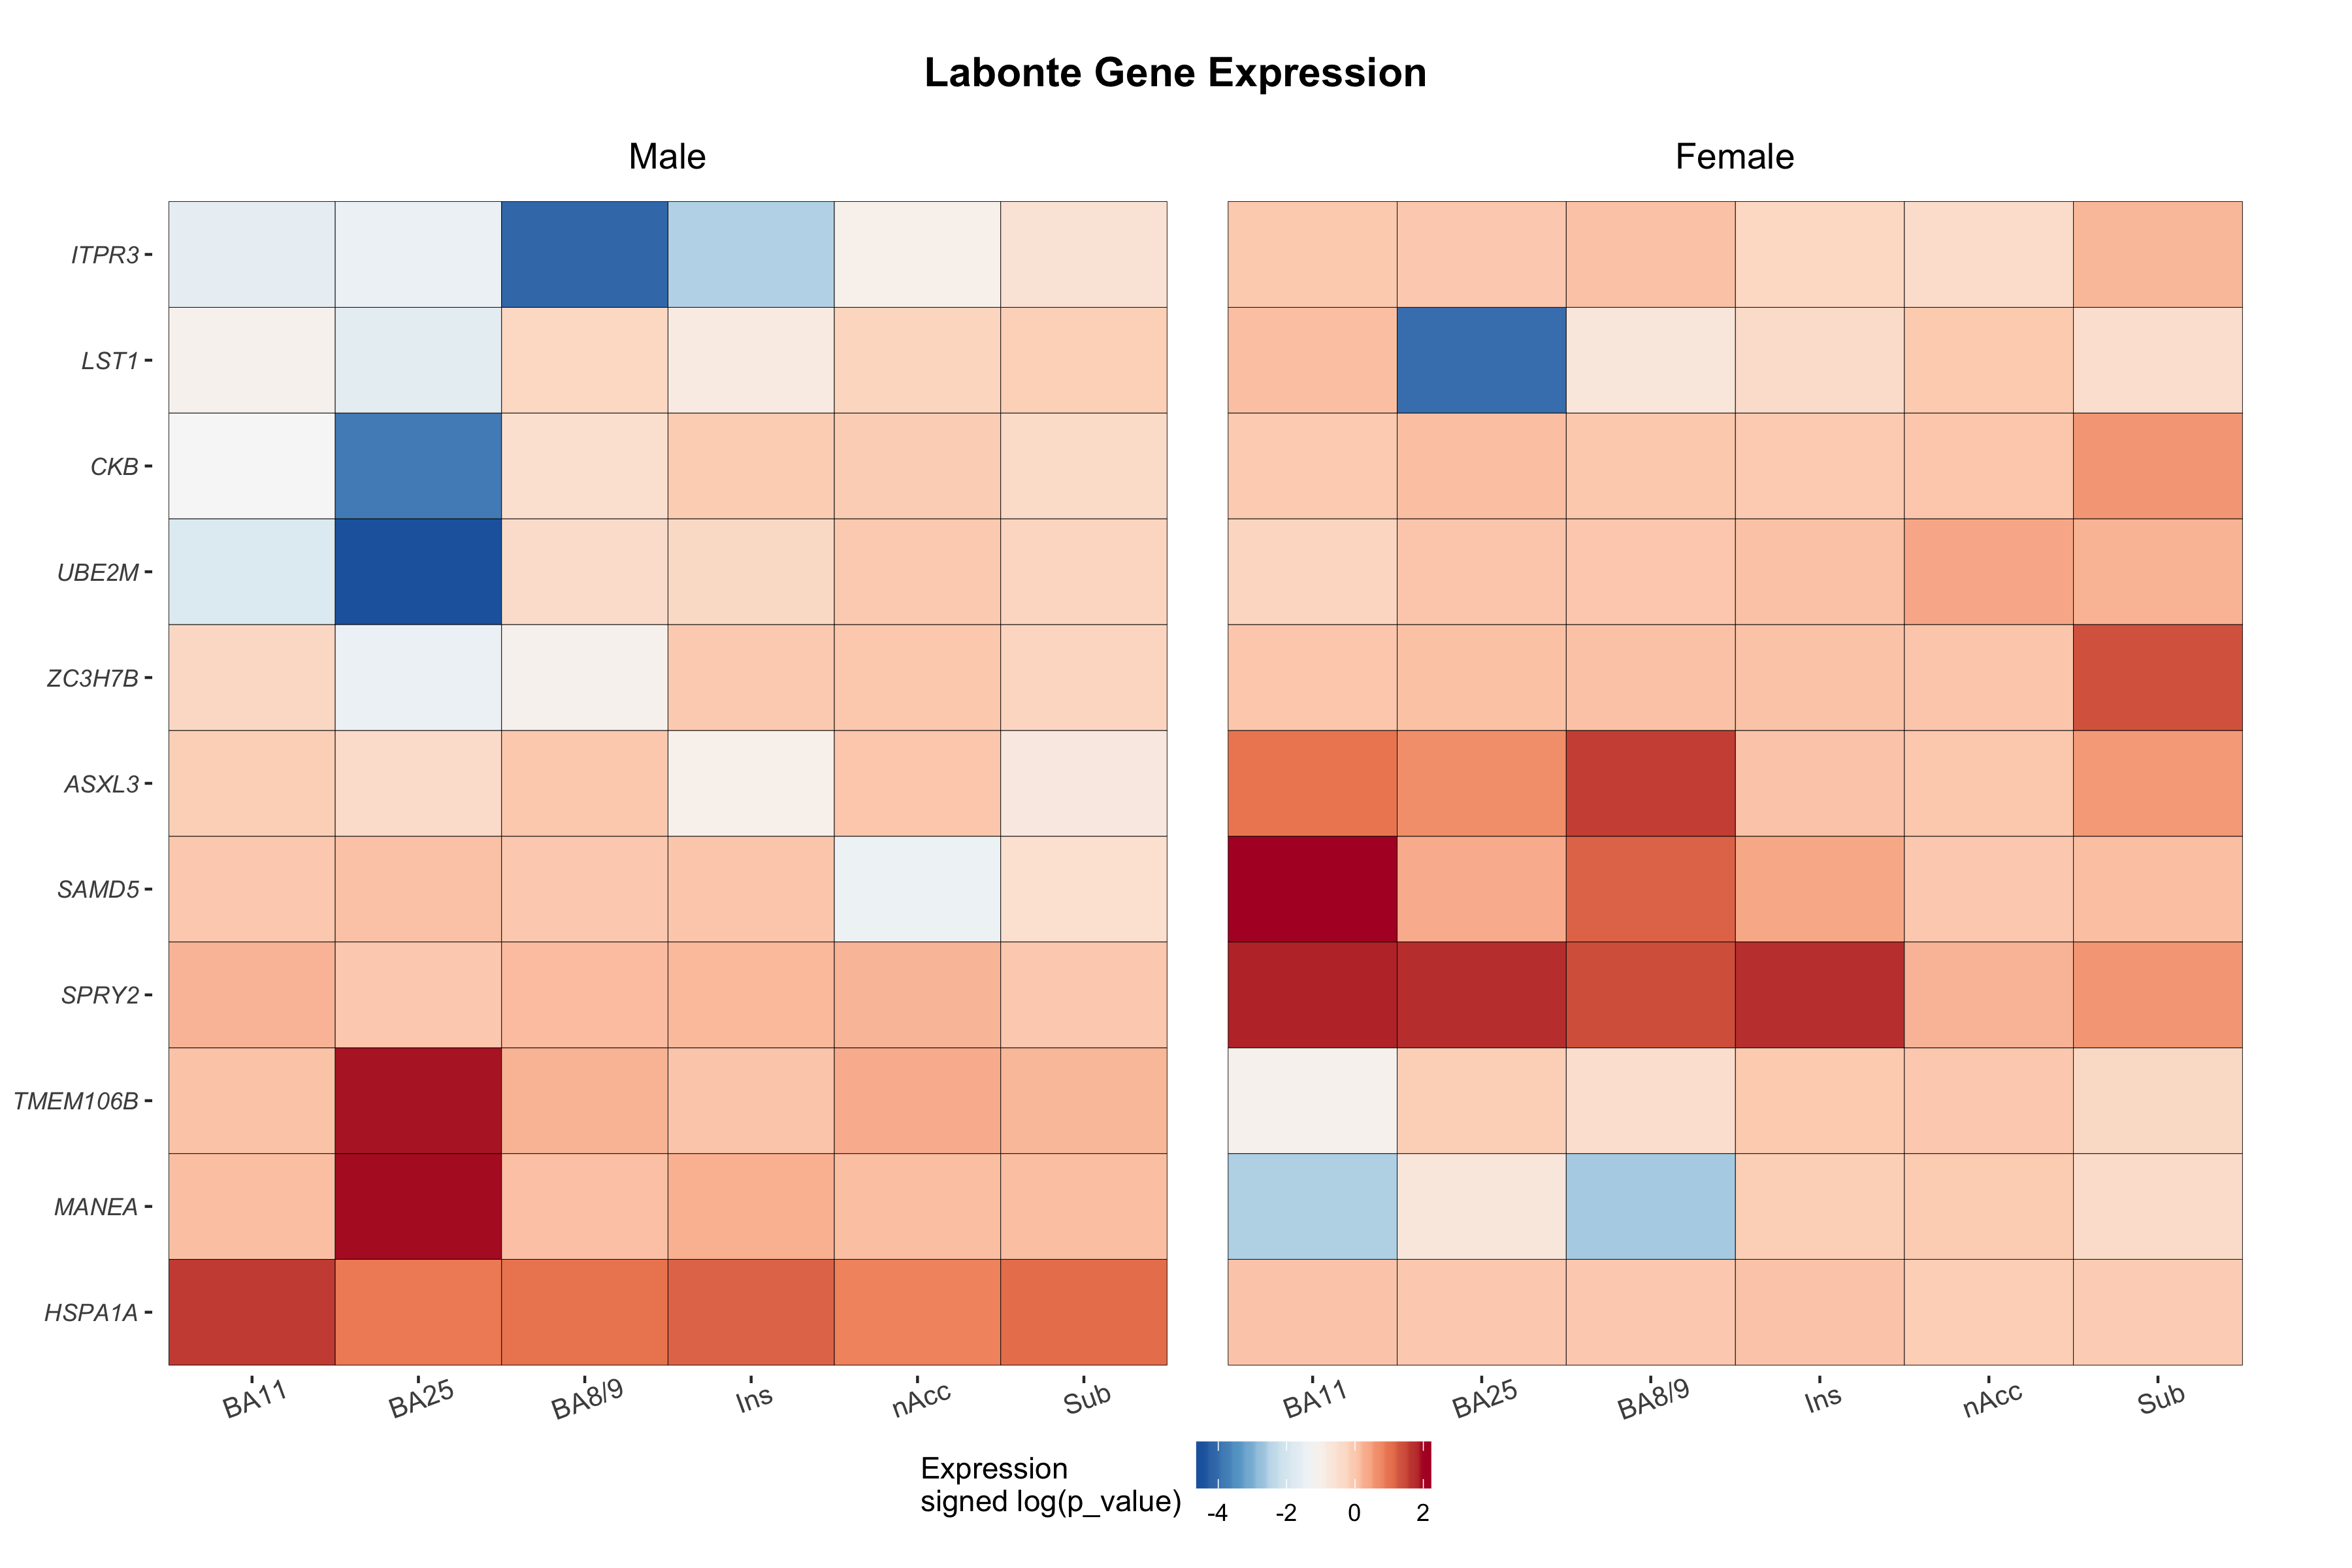 Labonte Gene Expression
Male
Female
ITPR3
LST1
CKB
UBE2M
ZC3H7B
ASXL3
SAMD5
SPRY2
TMEM106B
MANEA
HSPA1A
BA11 BA25 BA8/9 Ins nAcc Sub
BA11 BA25 BA8/9 Ins nAcc Sub
Expression
signed log(p_value)
-4 -2 0 2